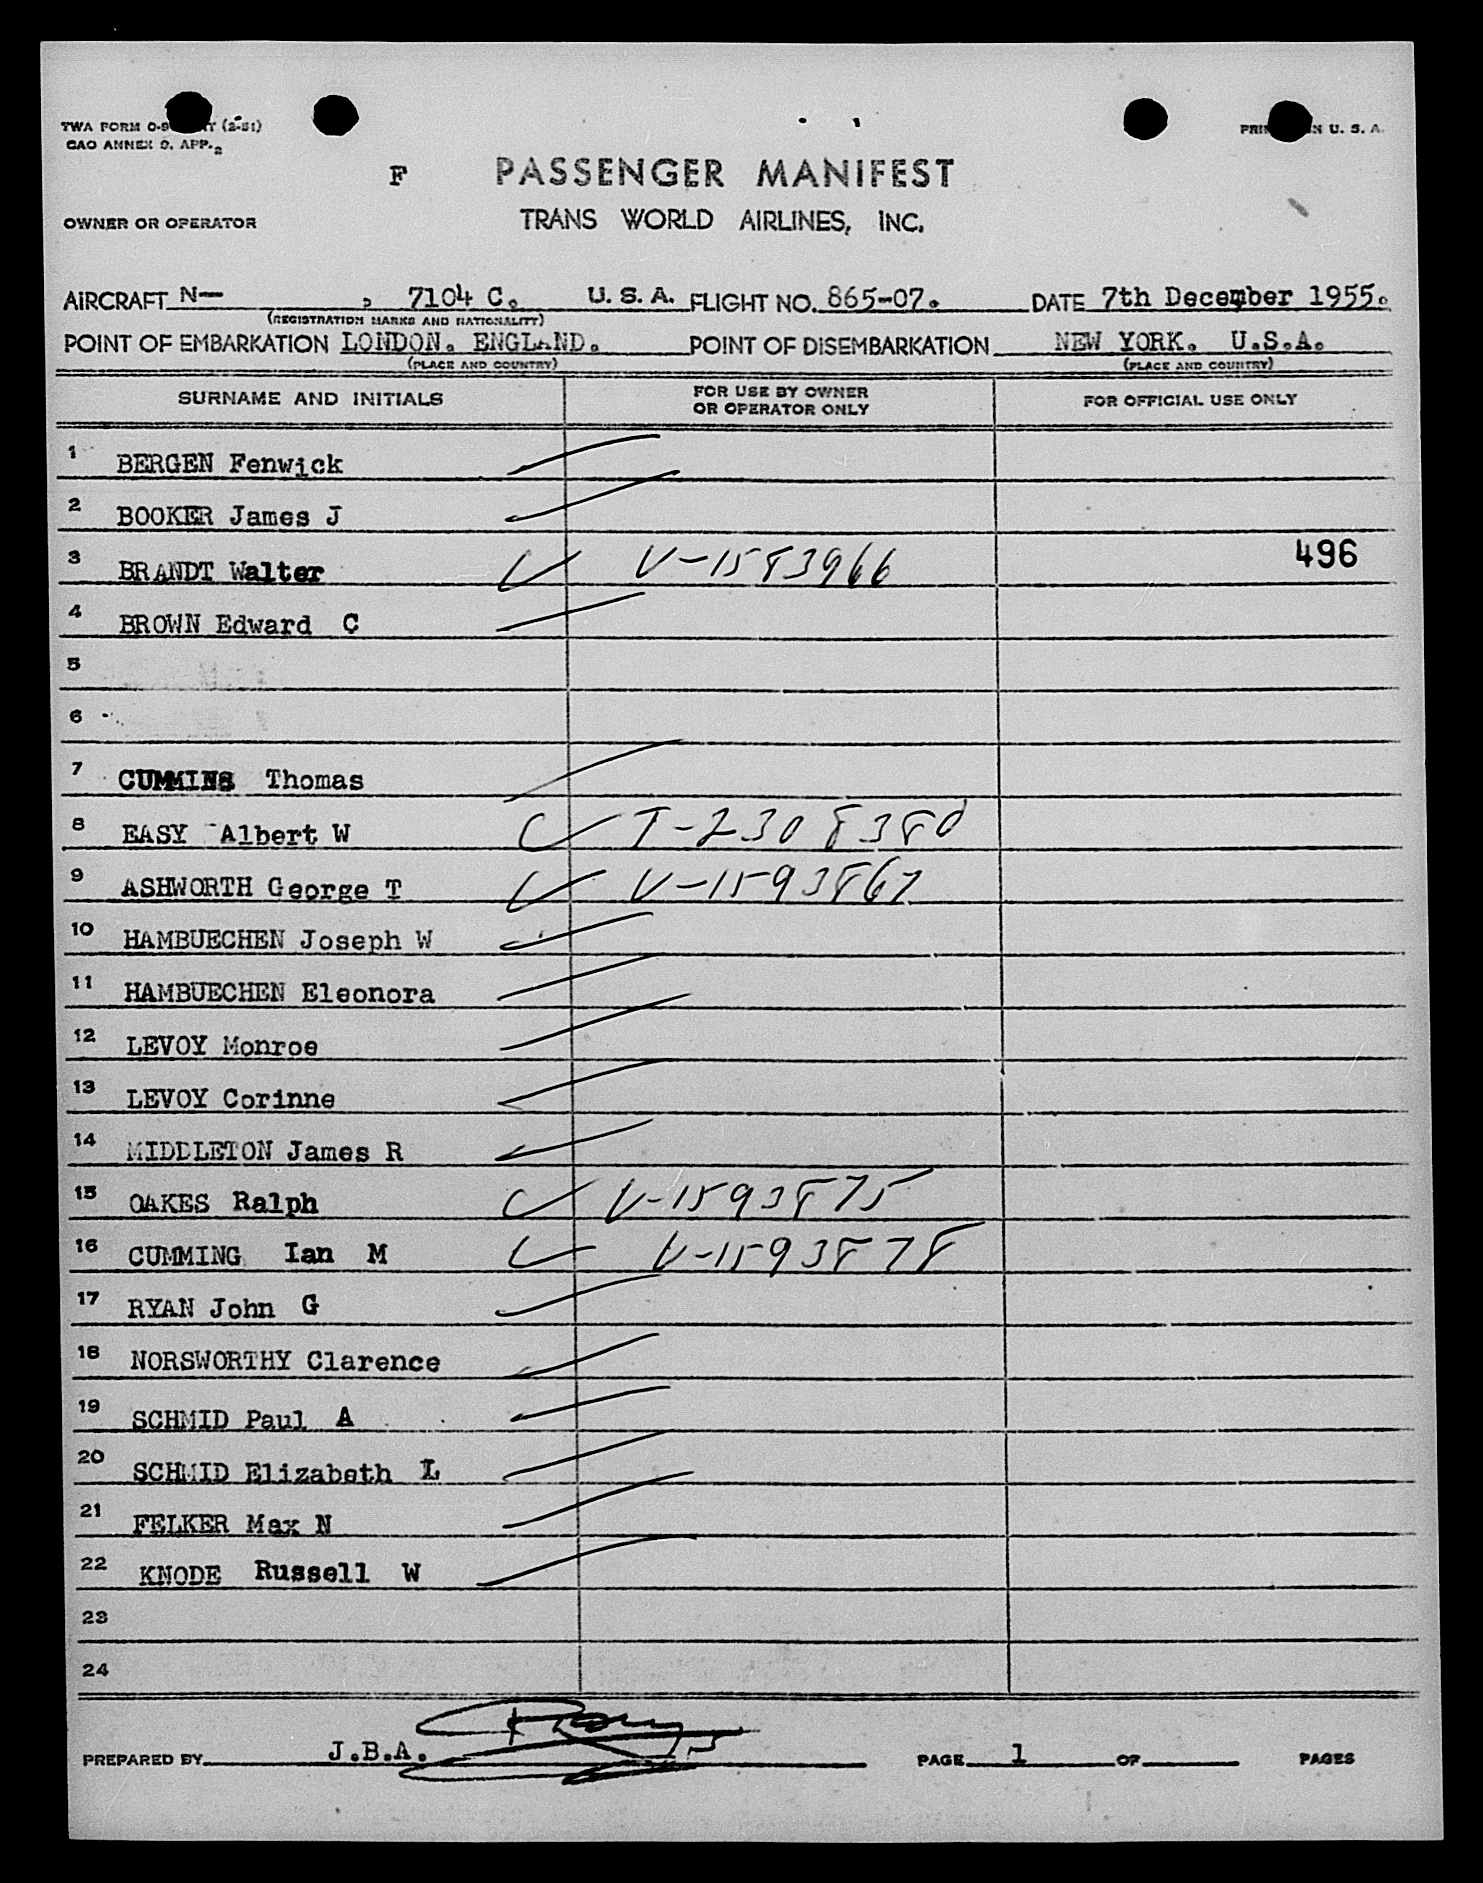 TWA FORM O-9 T (2-51)
CAO ANNEX 9, APP. 2
PRIN N U. S. A.
F PASSENGER MANIFEST
OWNER OR OPERATOR TRANS WORLD AIRLINES, INC.
AIRCRAFT N- , 7104 C. U. S. A. FLIGHT NO. 865-07. DATE 7th December 1955.
(REGISTRATION MARKS AND NATIONALITY)
POINT OF EMBARKATION LONDON. ENGLAND. POINT OF DISEMBARKATION NEW YORK. U.S.A.
(PLACE AND COUNTRY) (PLACE AND COUNTRY)
SURNAME AND INITIALS FOR USE BY OWNER OR OPERATOR ONLY FOR OFFICIAL USE ONLY
1 BERGEN Fenwick
2 BOOKER James J
3 BRANDT Walter V-1583966 496
4 BROWN Edward C
5
6
7 CUMMINS Thomas
8 EASY Albert W T-2308380
9 ASHWORTH George T V-1593867
10 HAMBUECHEN Joseph W
11 HAMBUECHEN Eleonora
12 LEVOY Monroe
13 LEVOY Corinne
14 MIDDLETON James R
15 OAKES Ralph V-1593875
16 CUMMING Ian M V-1593878
17 RYAN John G
18 NORSWORTHY Clarence
19 SCHMID Paul A
20 SCHMID Elizabeth L
21 FELKER Max N
22 KNODE Russell W
23
24
PREPARED BY J.B.A. PAGE 1 OF PAGES